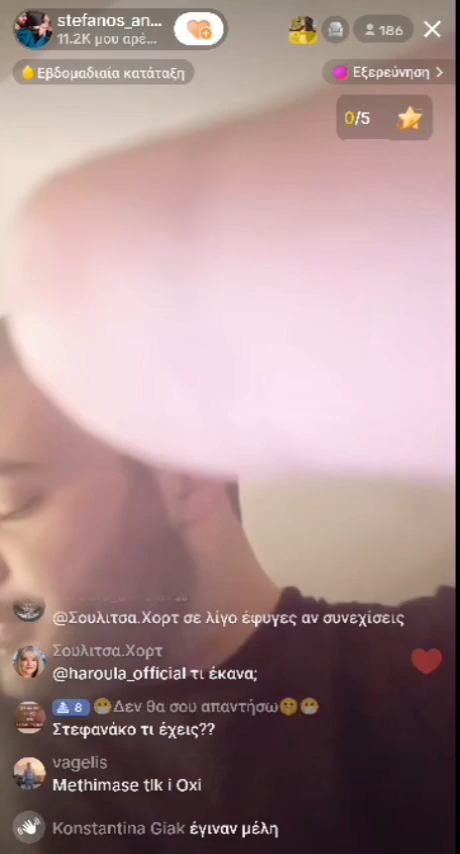 stefanos_an...
11.2K μου αρέ...
186
Εβδομαδιαία κατάταξη
Εξερεύνηση >
0/5
@Σουλιτσα.Χορτ σε λίγο έφυγες αν συνεχίσεις
Σουλιτσα.Χορτ
@haroula_official τι έκανα;
8 😷Δεν θα σου απαντήσω🤫😷
Στεφανάκο τι έχεις??
vagelis
Methimase tlk i Oxi
Konstantina Giak έγιναν μέλη